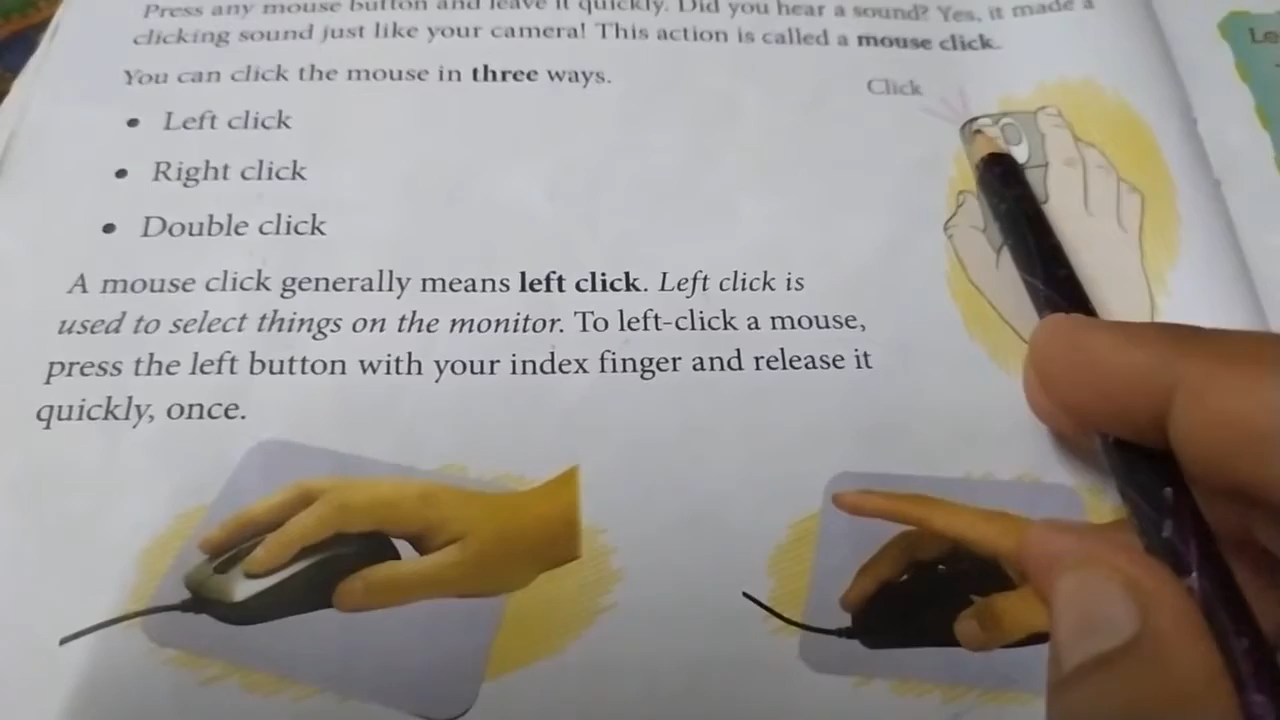 Press any mouse button and leave it quickly. Did you hear a sound? Yes, it made a
clicking sound just like your camera! This action is called a mouse click.
You can click the mouse in three ways.
Click
• Left click
• Right click
• Double click
A mouse click generally means left click. Left click is
used to select things on the monitor. To left-click a mouse,
press the left button with your index finger and release it
quickly, once.